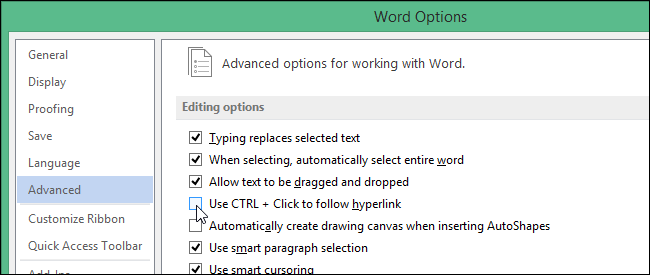 Word Options
General
Display
Proofing
Save
Language
Advanced
Customize Ribbon
Quick Access Toolbar
Add-Ins
Advanced options for working with Word.
Editing options
Typing replaces selected text
When selecting, automatically select entire word
Allow text to be dragged and dropped
Use CTRL + Click to follow hyperlink
Automatically create drawing canvas when inserting AutoShapes
Use smart paragraph selection
Use smart cursoring